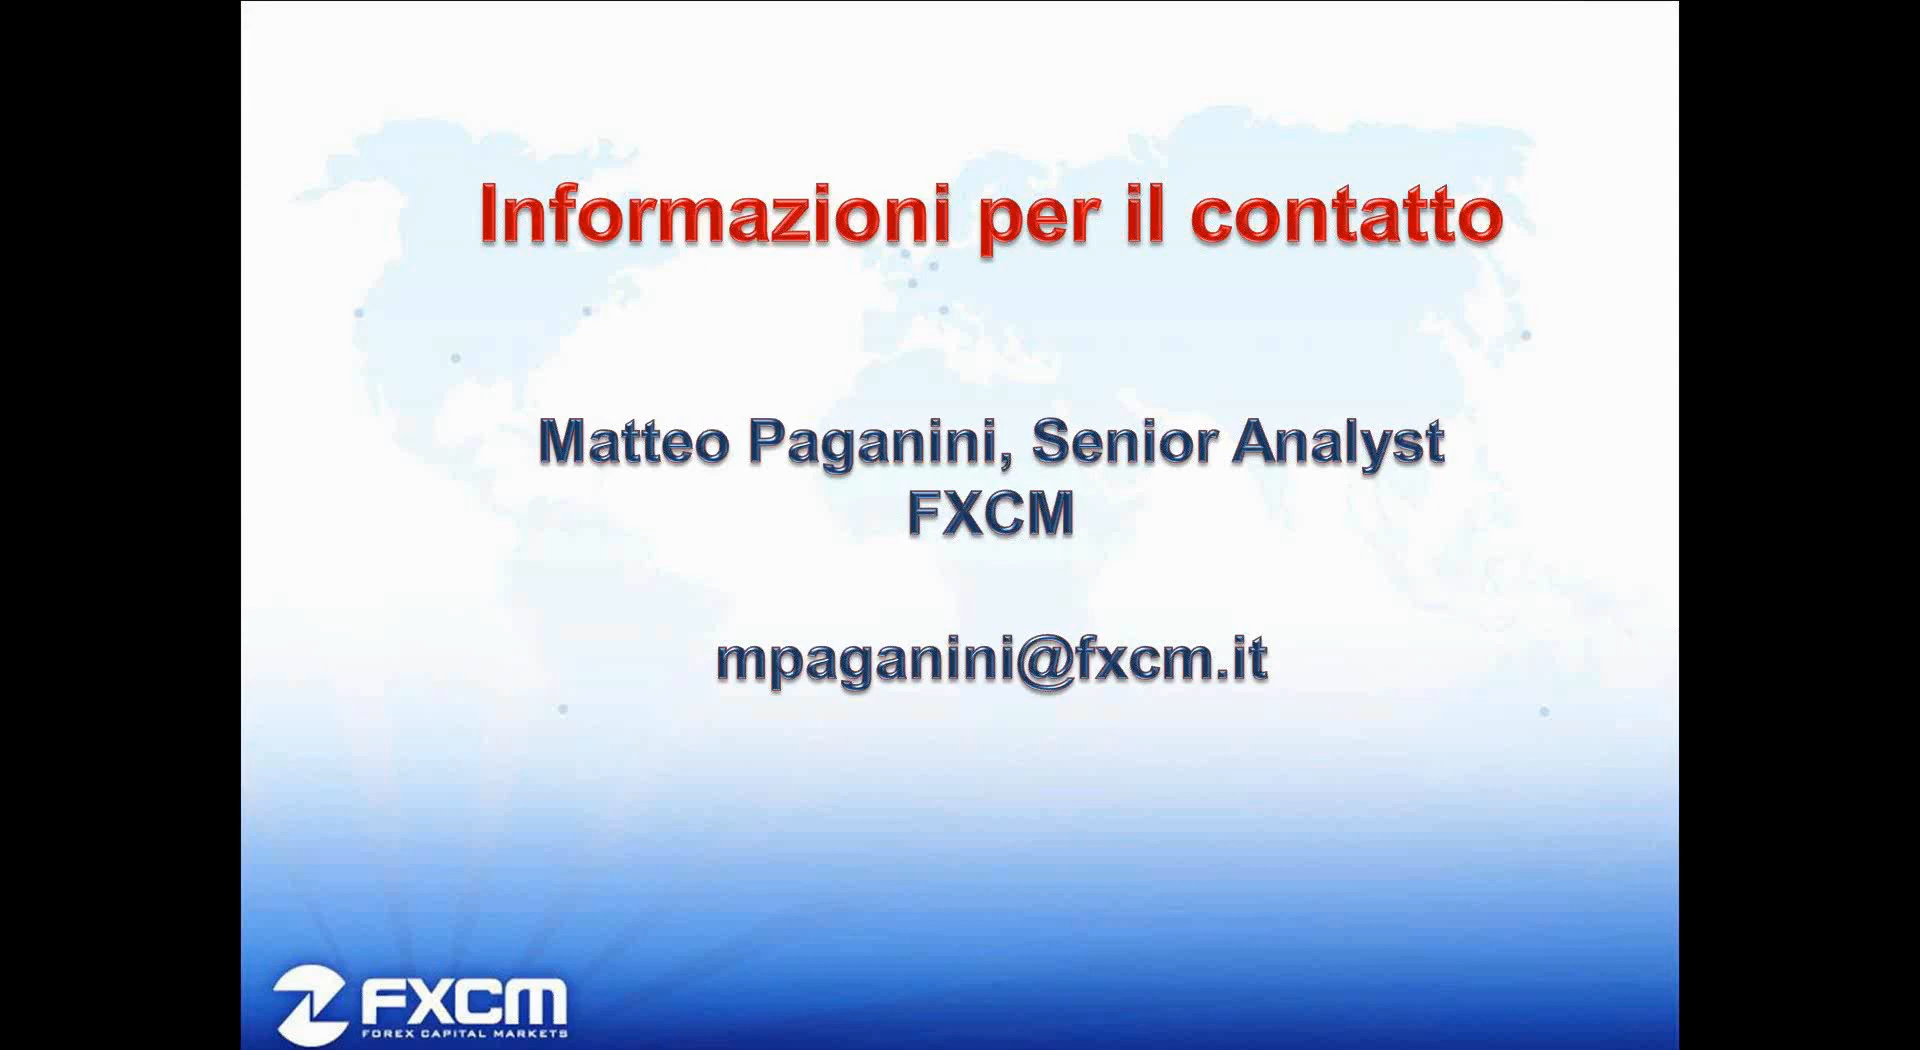 Informazioni per il contatto
Matteo Paganini, Senior Analyst
FXCM
mpaganini@fxcm.it
FXCM
FOREX CAPITAL MARKETS